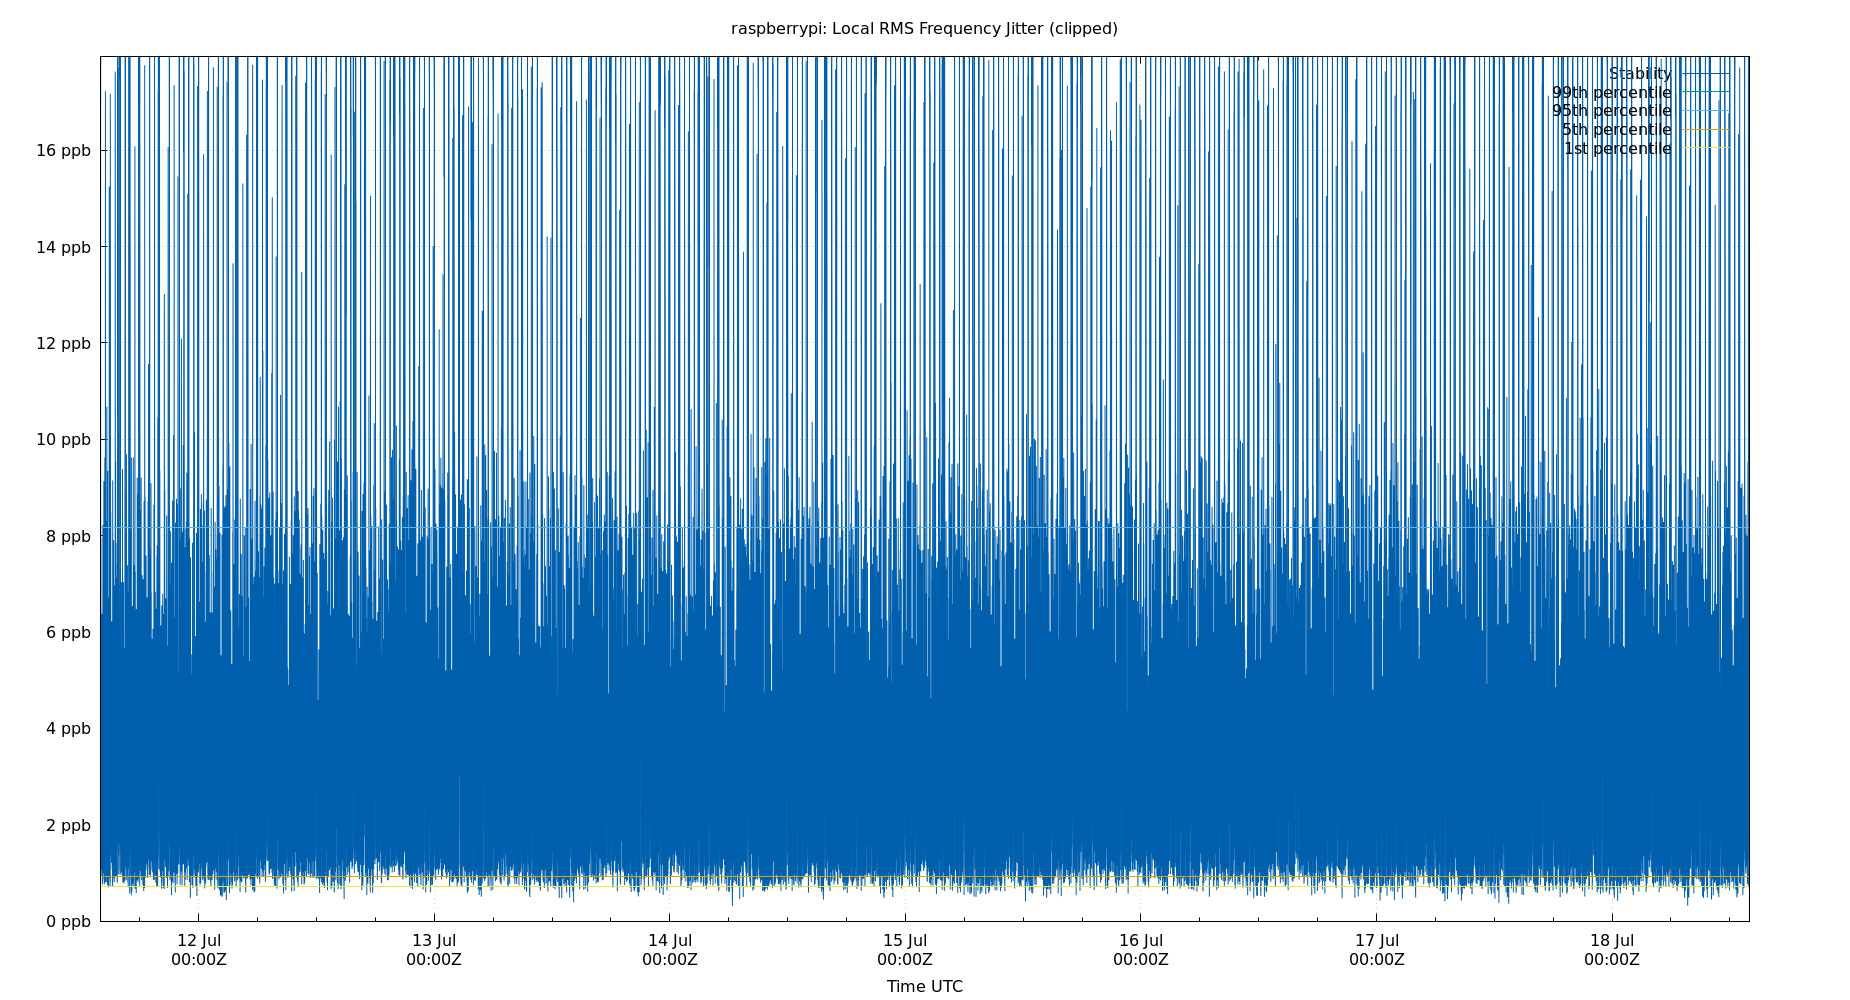 raspberrypi: Local RMS Frequency Jitter (clipped)
Stability
99th percentile
95th percentile
5th percentile
1st percentile
16 ppb
14 ppb
12 ppb
10 ppb
8 ppb
6 ppb
4 ppb
2 ppb
0 ppb
12 Jul 13 Jul 14 Jul 15 Jul 16 Jul 17 Jul 18 Jul
00:00Z 00:00Z 00:00Z 00:00Z 00:00Z 00:00Z 00:00Z
Time UTC